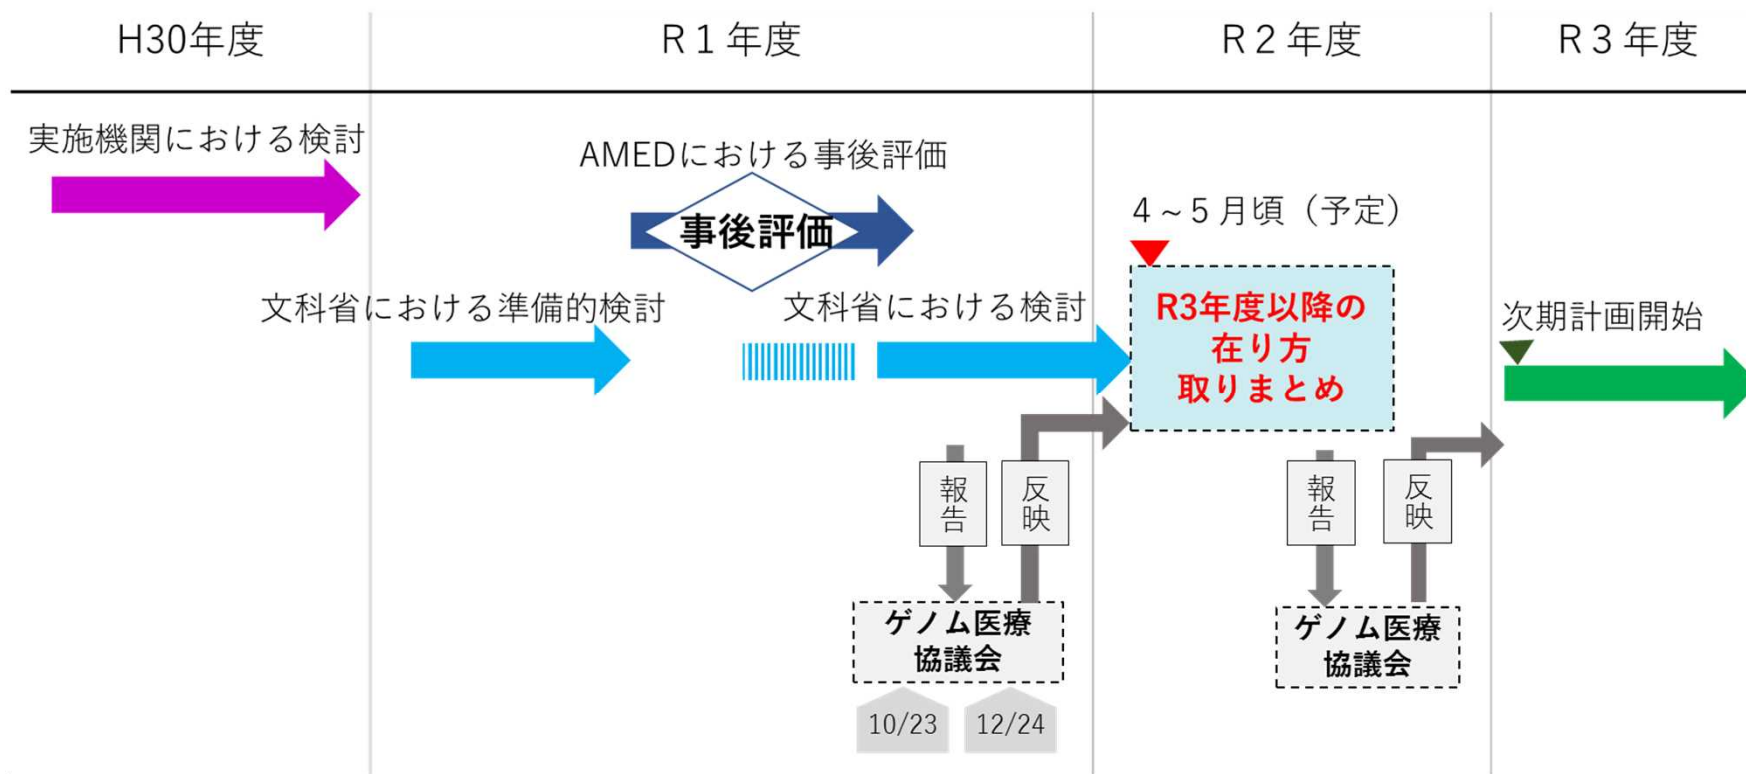 H30年度
R１年度
R２年度
R３年度
実施機関における検討
AMEDにおける事後評価
事後評価
4～5月頃（予定）
文科省における準備的検討
文科省における検討
R3年度以降の
在り方
取りまとめ
次期計画開始
報告
反映
報告
反映
ゲノム医療
協議会
ゲノム医療
協議会
10/23
12/24